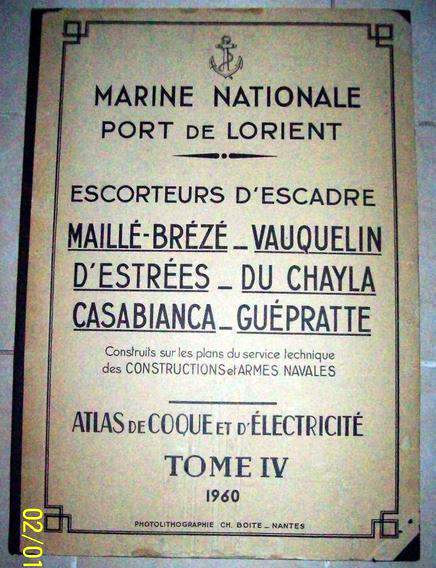 MARINE NATIONALE
PORT DE LORIENT
ESCORTEURS D'ESCADRE
MAILLÉ-BRÉZÉ _ VAUQUELIN
D'ESTRÉES _ DU CHAYLA
CASABIANCA _ GUÉPRATTE
Construits sur les plans du service technique
des CONSTRUCTIONS et ARMES NAVALES
ATLAS DE COQUE ET D'ÉLECTRICITÉ
TOME IV
1960
PHOTOLITHOGRAPHIE CH. BOITE _ NANTES
02/01